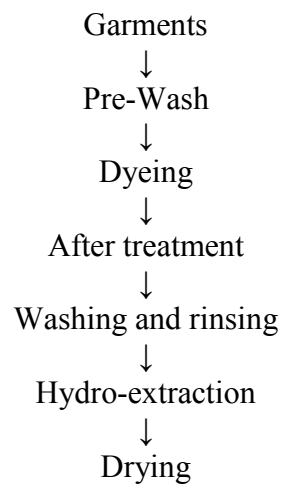 Garments
↓
Pre-Wash
↓
Dyeing
↓
After treatment
↓
Washing and rinsing
↓
Hydro-extraction
↓
Drying